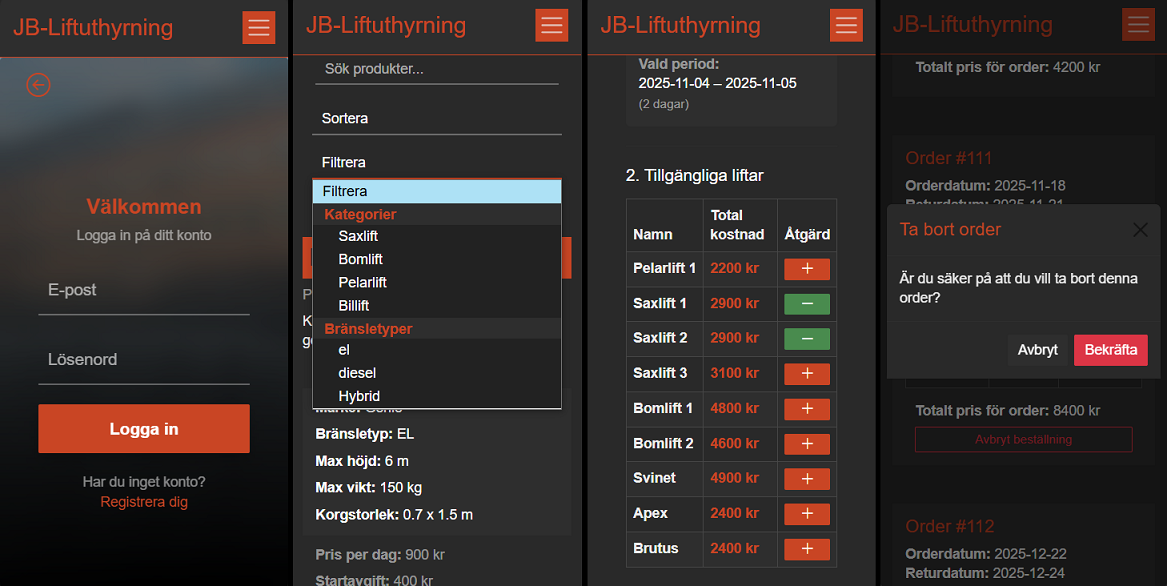 JB-Liftuthyrning
Välkommen
Logga in på ditt konto
E-post
Lösenord
Logga in
Har du inget konto?
Registrera dig
JB-Liftuthyrning
Sök produkter...
Sortera
Filtrera
Filtrera
Kategorier
Saxlift
Bomlift
Pelarlift
Billift
Bränsletyper
el
diesel
Hybrid
Bränsletyp: EL
Max höjd: 6 m
Max vikt: 150 kg
Korgstorlek: 0.7 x 1.5 m
Pris per dag: 900 kr
Startavgift: 400 kr
JB-Liftuthyrning
Vald period:
2025-11-04 – 2025-11-05
(2 dagar)
2. Tillgängliga liftar
Namn Total kostnad Åtgärd
Pelarlift 1 2200 kr +
Saxlift 1 2900 kr −
Saxlift 2 2900 kr −
Saxlift 3 3100 kr +
Bomlift 1 4800 kr +
Bomlift 2 4600 kr +
Svinet 4900 kr +
Apex 2400 kr +
Brutus 2400 kr +
JB-Liftuthyrning
Totalt pris för order: 4200 kr
Order #111
Orderdatum: 2025-11-18
Returdatum: 2025-11-21
Ta bort order
Är du säker på att du vill ta bort denna
order?
Avbryt Bekräfta
Totalt pris för order: 8400 kr
Avbryt beställning
Order #112
Orderdatum: 2025-12-22
Returdatum: 2025-12-24